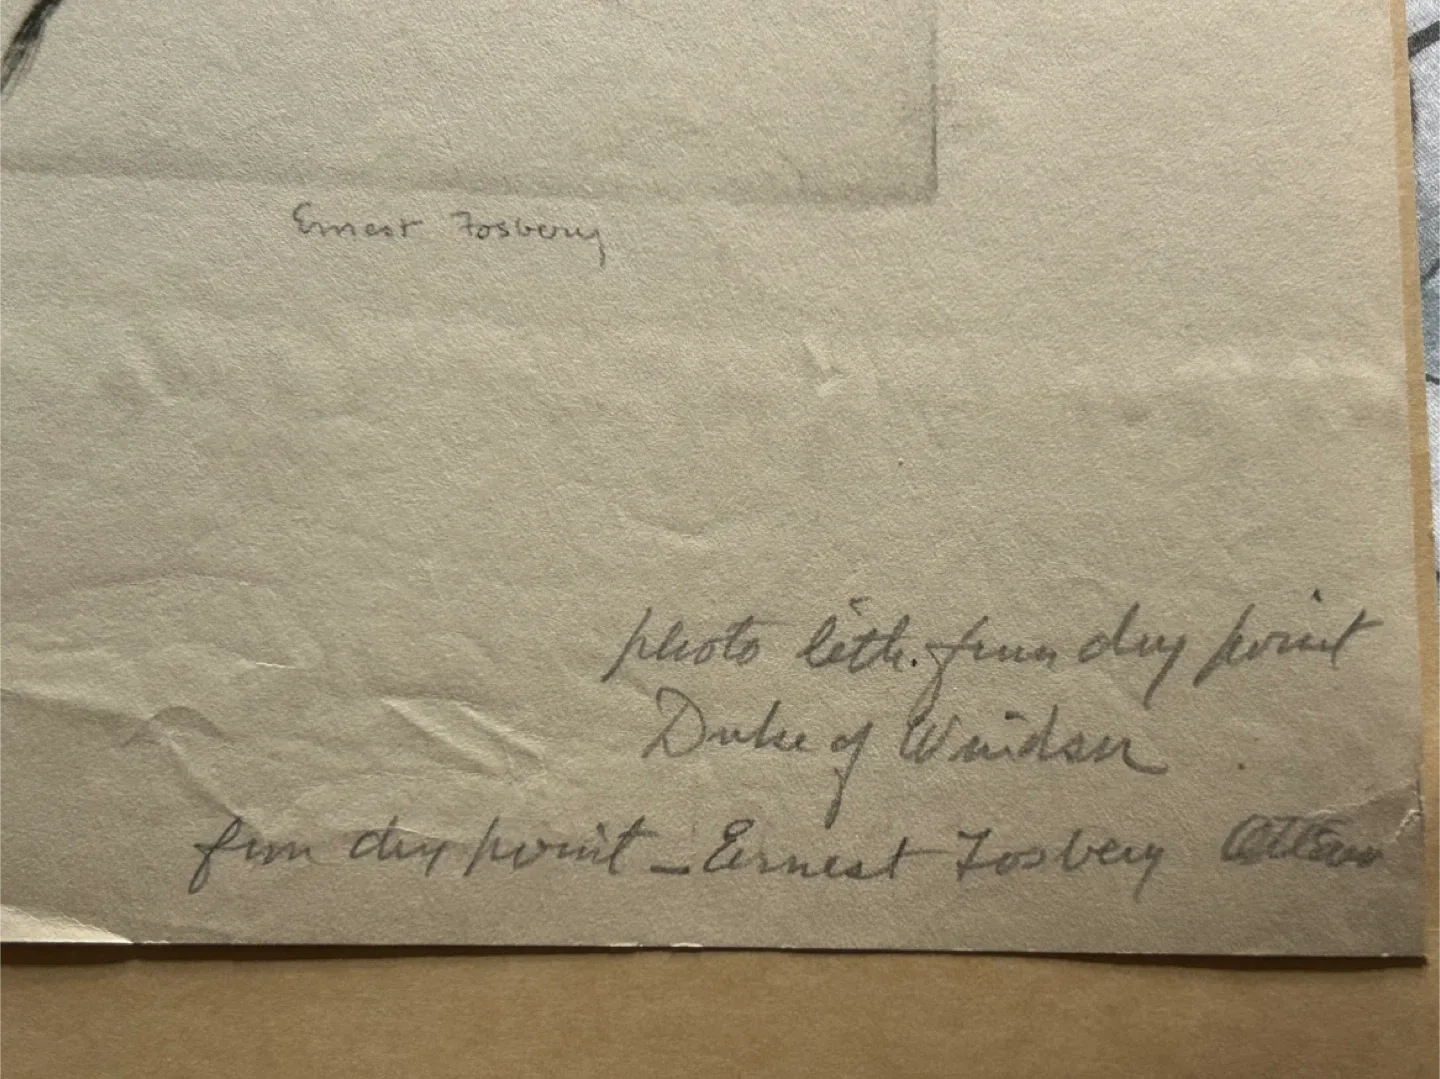 Ernest Fosbery
photo lith. from dry point
Duke of Windsor
from dry point - Ernest Fosbery Ottawa